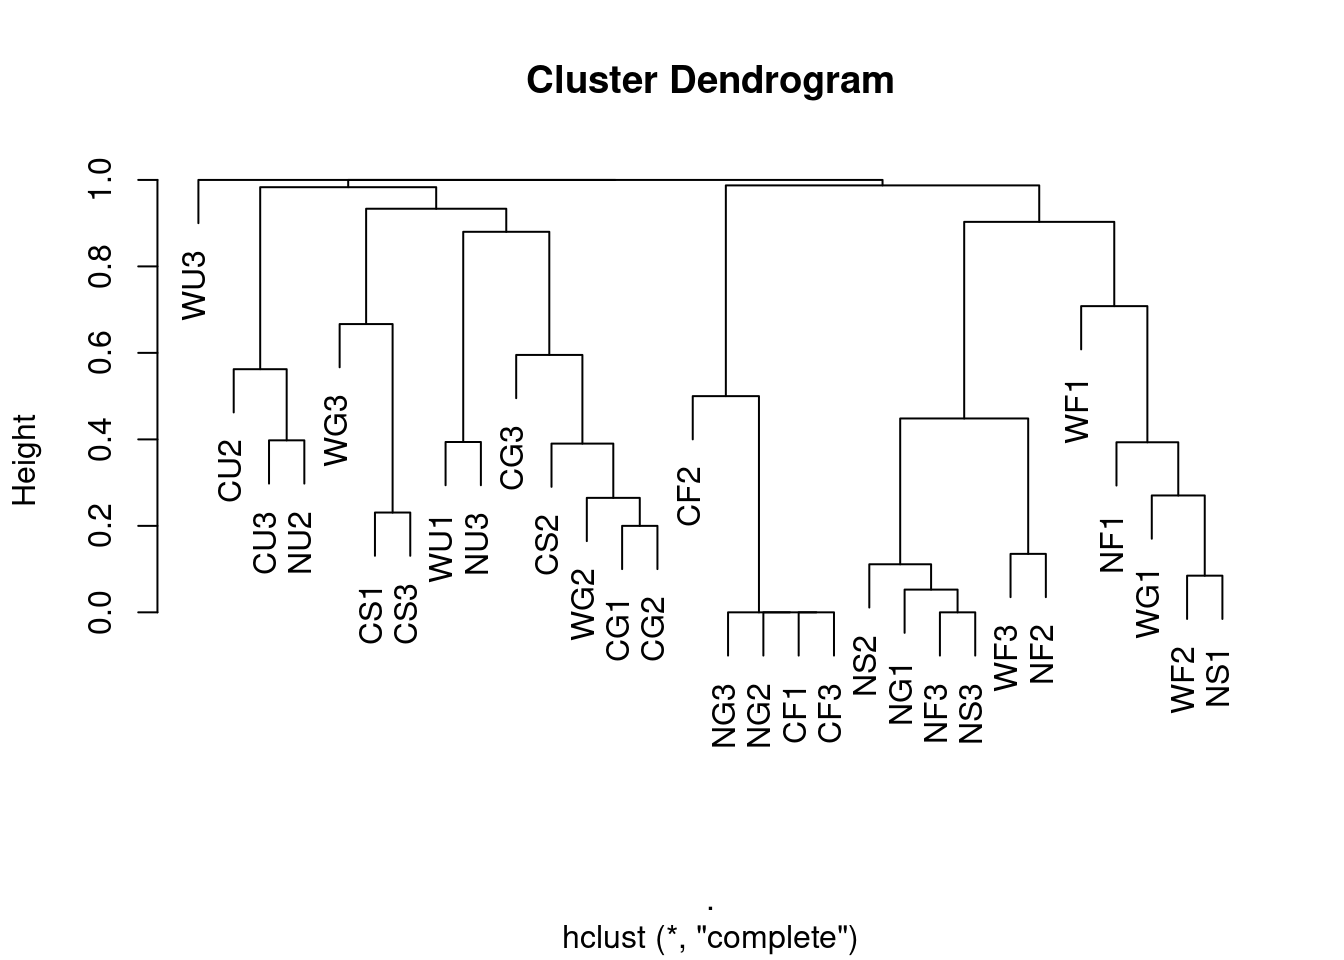 Cluster Dendrogram
Height
1.0
0.8
0.6
0.4
0.2
0.0
WU3
CU2
CU3
NU2
WG3
CS1
CS3
WU1
NU3
CG3
CS2
WG2
CG1
CG2
CF2
NG3
NG2
CF1
CF3
NS2
NG1
NF3
NS3
WF3
NF2
WF1
NF1
WG1
WF2
NS1
.
hclust (*, "complete")